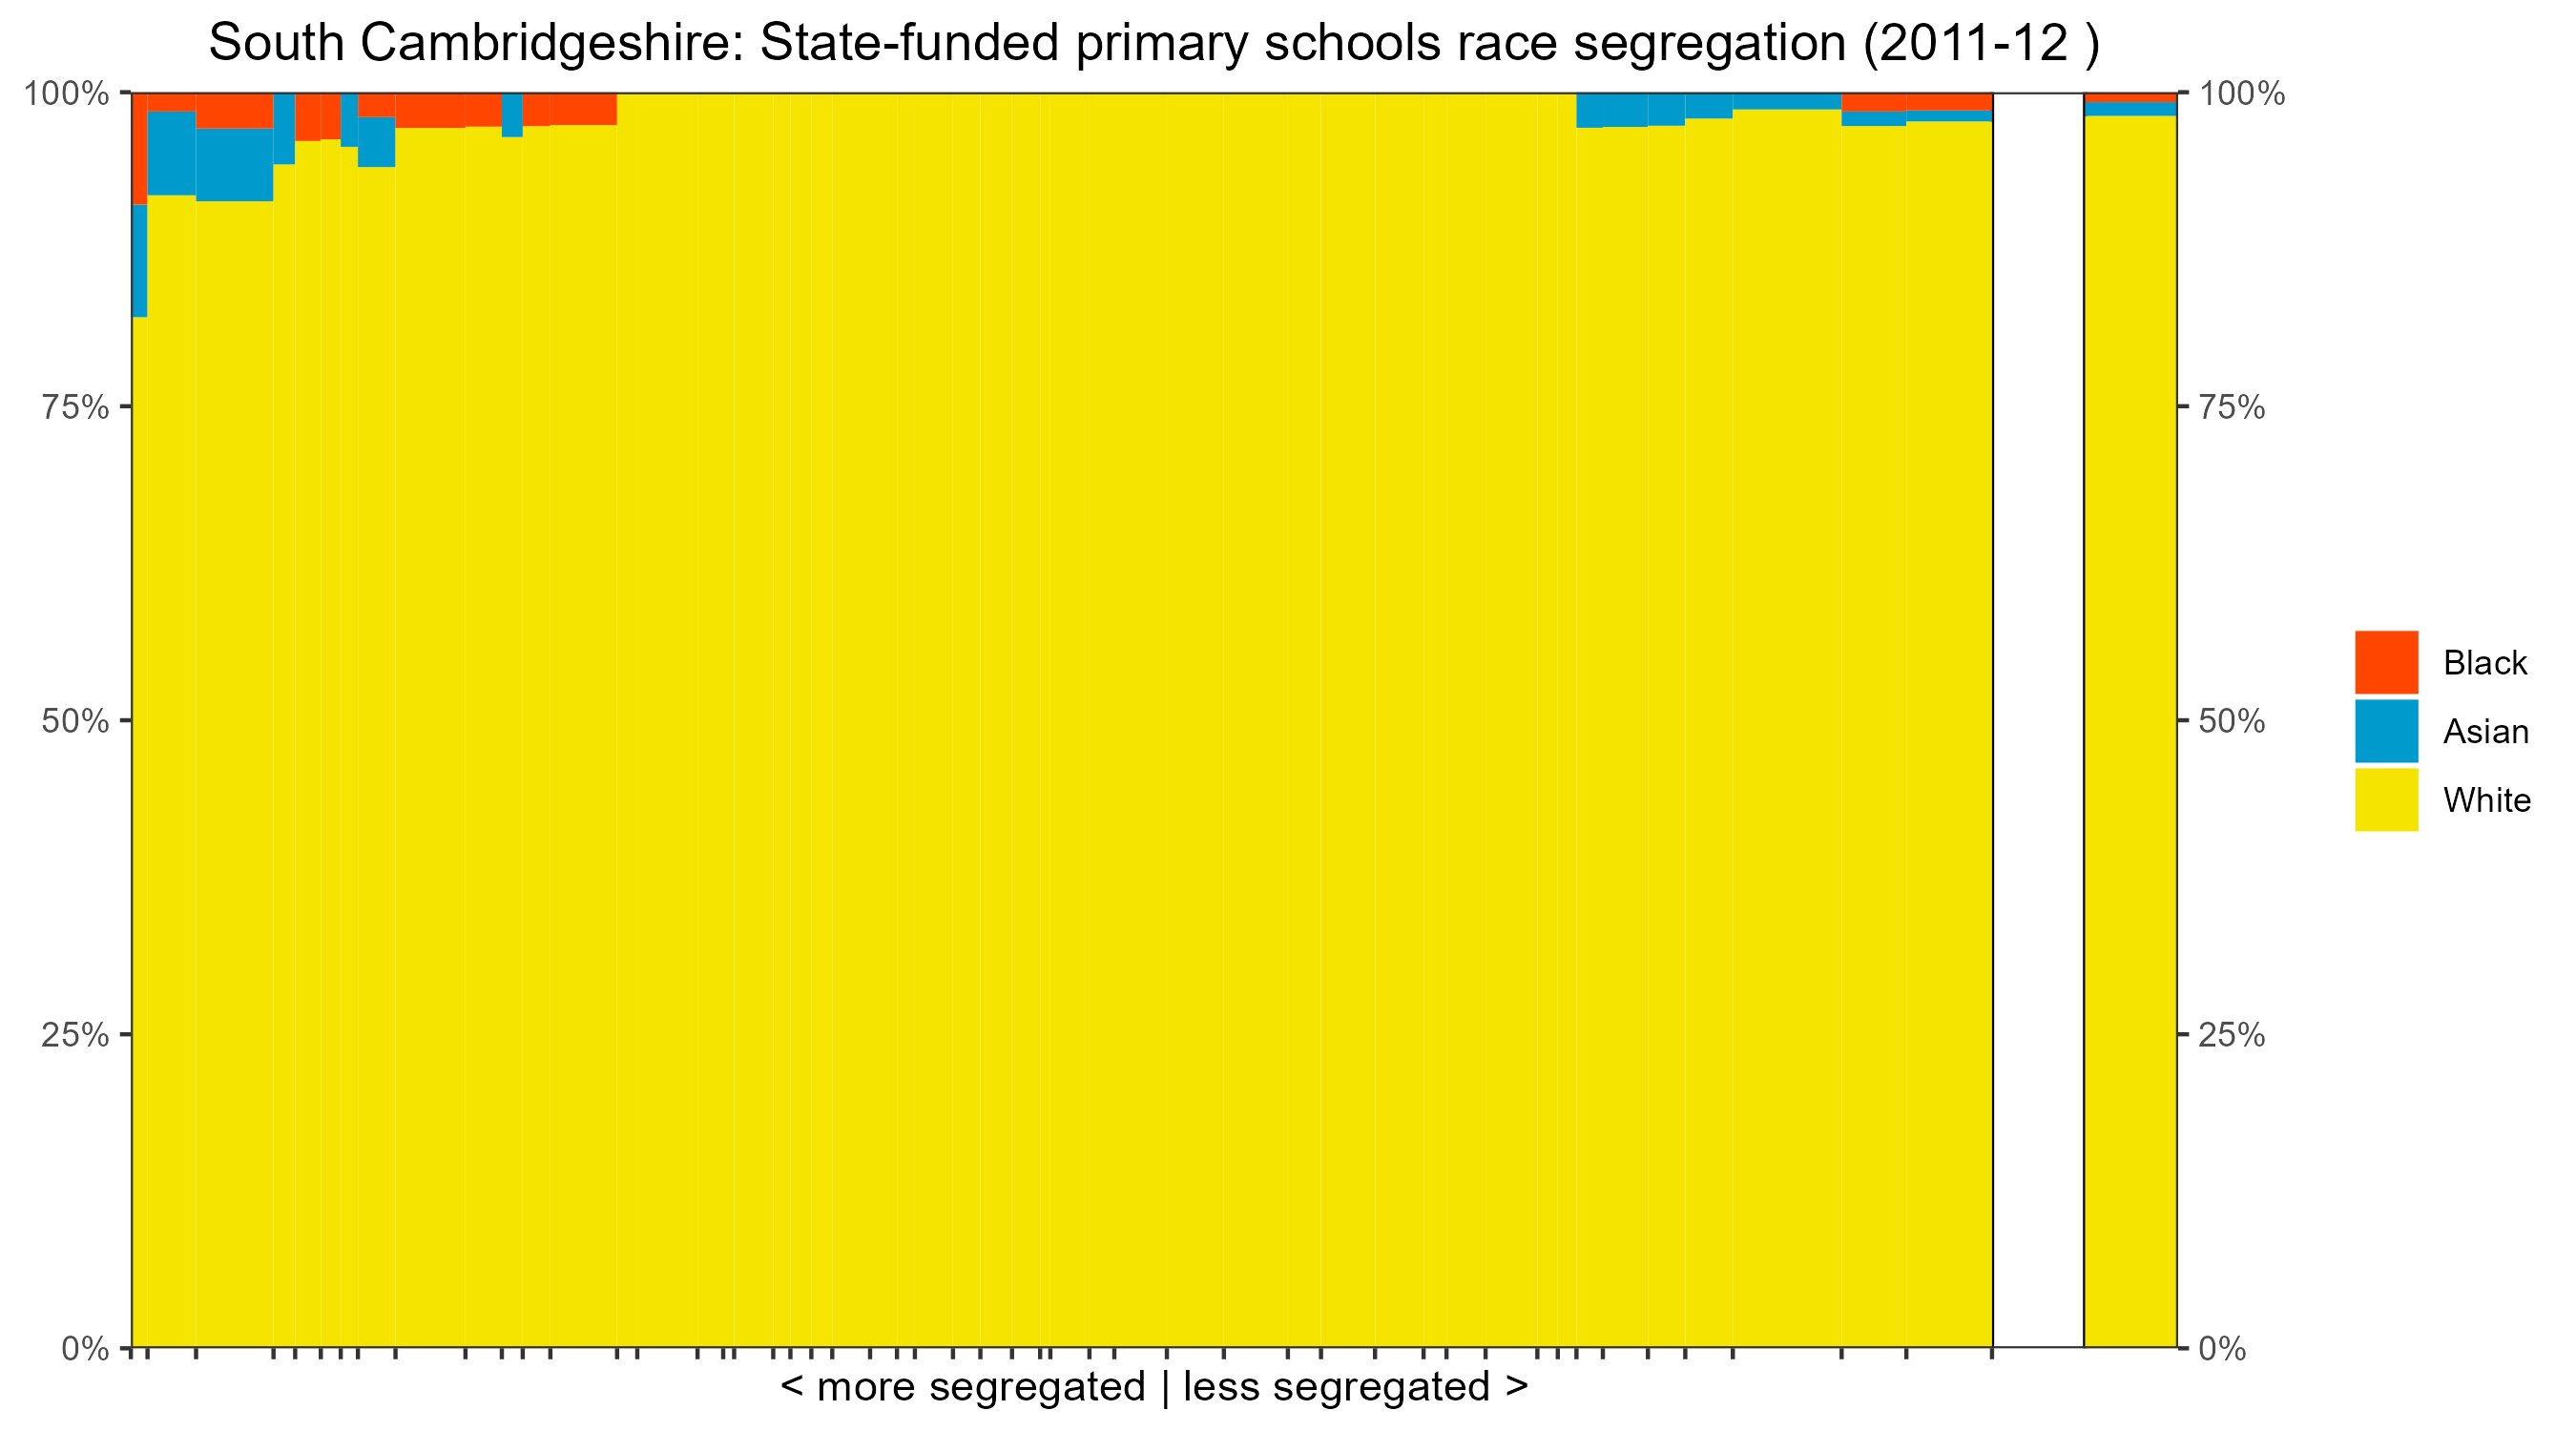 South Cambridgeshire: State-funded primary schools race segregation (2011-12 )
100%
75%
50%
25%
0%
100%
75%
50%
25%
0%
Black
Asian
White
< more segregated | less segregated >